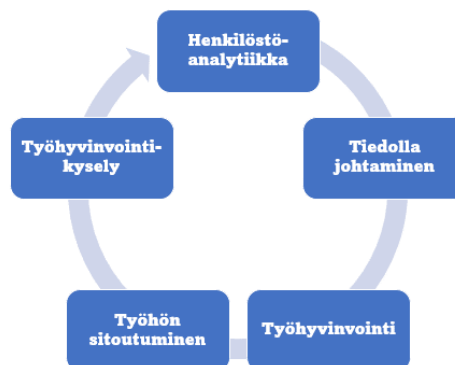 Henkilöstö-
analytiikka
Tiedolla
johtaminen
Työhyvinvointi
Työhön
sitoutuminen
Työhyvinvointi-
kysely